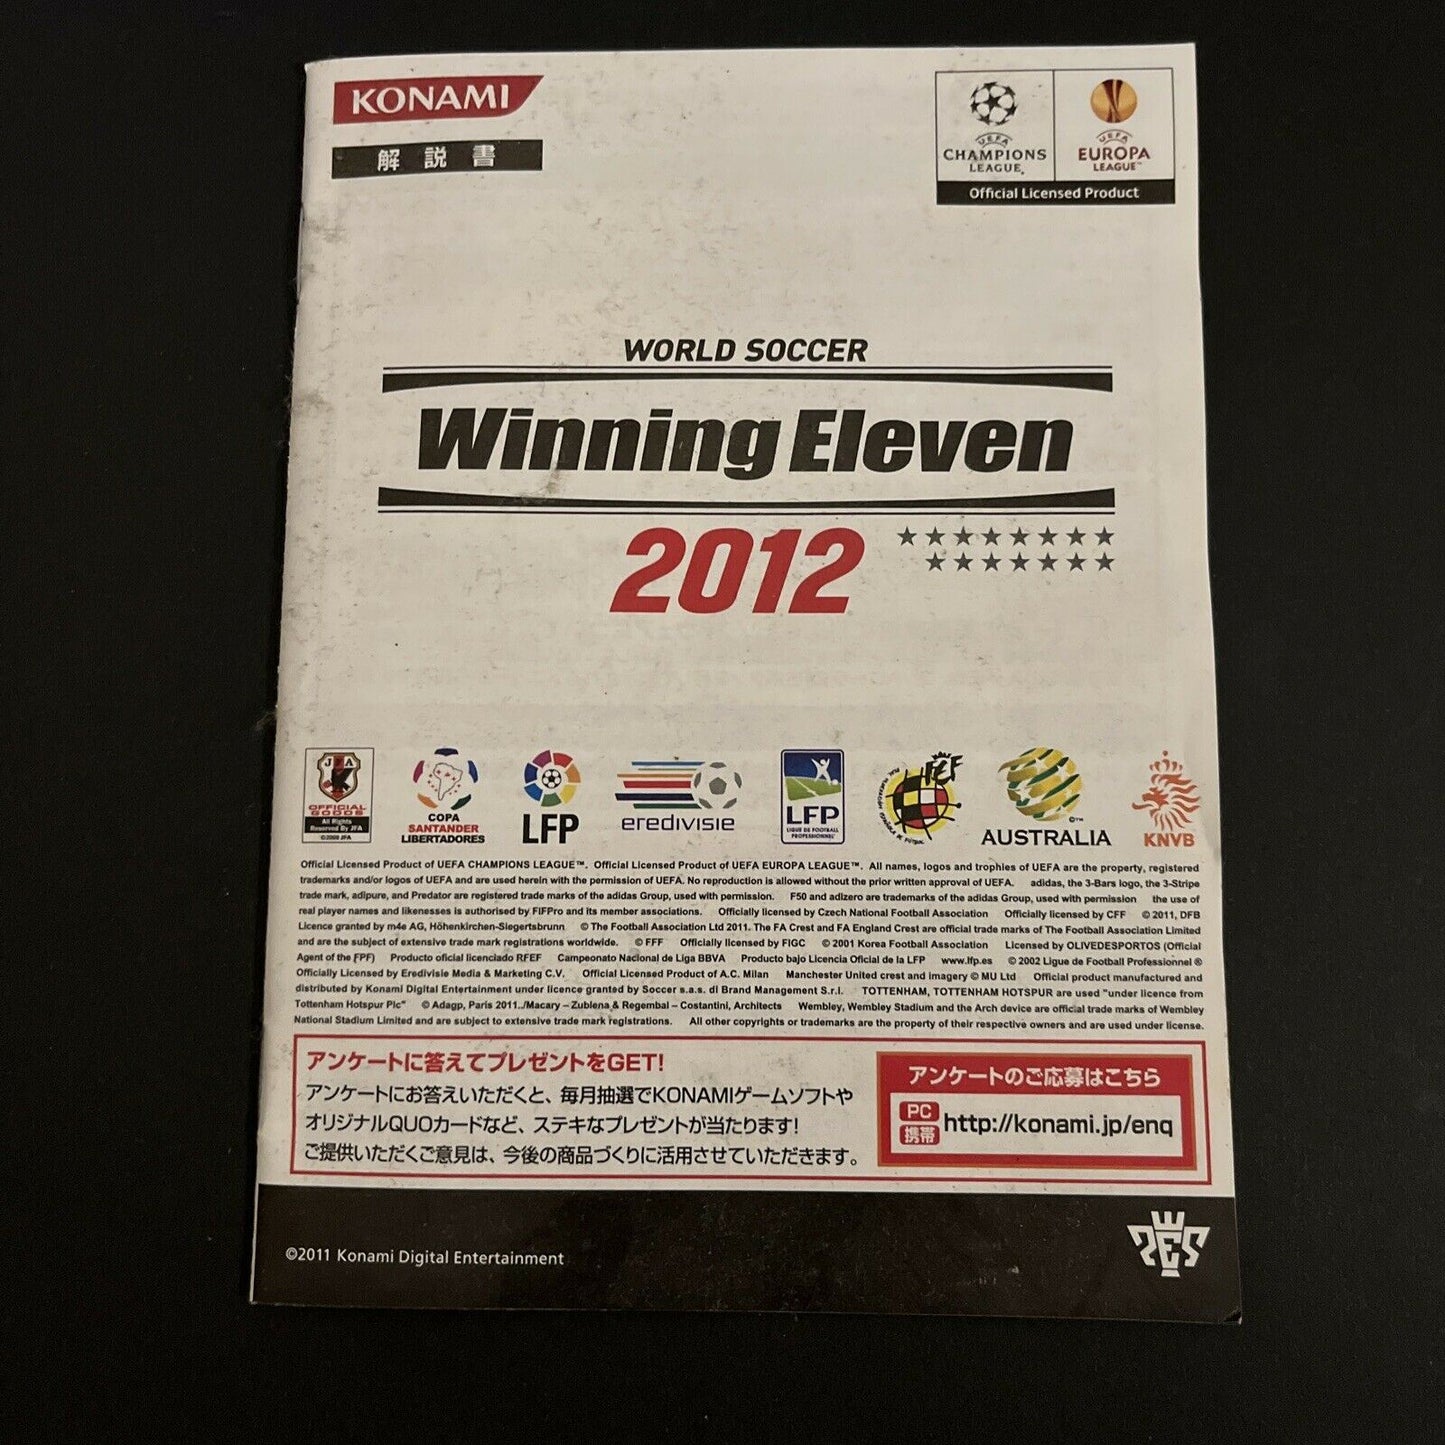 KONAMI
解説書
UEFA
CHAMPIONS
LEAGUE®
UEFA
EUROPA
LEAGUE™
Official Licensed Product
WORLD SOCCER
Winning Eleven
2012
JFA
OFFICIAL
GOODS
All Rights
Reserved By JFA
©2008 JFA
COPA
SANTANDER
LIBERTADORES
LFP
eredivisie
LFP
LIGUE DE FOOTBALL
PROFESSIONNEL
RFEF
AUSTRALIA
KNVB
Official Licensed Product of UEFA CHAMPIONS LEAGUE™. Official Licensed Product of UEFA EUROPA LEAGUE™. All names, logos and trophies of UEFA are the property, registered
trademarks and/or logos of UEFA and are used herein with the permission of UEFA. No reproduction is allowed without the prior written approval of UEFA. adidas, the 3-Bars logo, the 3-Stripe
trade mark, adipure, and Predator are registered trade marks of the adidas Group, used with permission. F50 and adizero are trademarks of the adidas Group, used with permission the use of
real player names and likenesses is authorised by FIFPro and its member associations. Officially licensed by Czech National Football Association Officially licensed by CFF © 2011, DFB
Licence granted by m4e AG, Höhenkirchen-Siegertsbrunn © The Football Association Ltd 2011. The FA Crest and FA England Crest are official trade marks of The Football Association Limited
and are the subject of extensive trade mark registrations worldwide. © FFF Officially licensed by FIGC © 2001 Korea Football Association Licensed by OLIVEDESPORTOS (Official
Agent of the FPF) Producto oficial licenciado RFEF Campeonato Nacional de Liga BBVA Producto bajo Licencia Oficial de la LFP www.lfp.es © 2002 Ligue de Football Professionnel ®
Officially Licensed by Eredivisie Media & Marketing C.V. Official Licensed Product of A.C. Milan Manchester United crest and imagery © MU Ltd Official product manufactured and
distributed by Konami Digital Entertainment under licence granted by Soccer s.a.s. di Brand Management S.r.l. TOTTENHAM, TOTTENHAM HOTSPUR are used "under licence from
Tottenham Hotspur Plc" © Adagp, Paris 2011./Macary – Zublena & Regembal – Costantini, Architects Wembley, Wembley Stadium and the Arch device are official trade marks of Wembley
National Stadium Limited and are subject to extensive trade mark registrations. All other copyrights or trademarks are the property of their respective owners and are used under license.
アンケートに答えてプレゼントをGET!
アンケートにお答えいただくと、毎月抽選でKONAMIゲームソフトや
オリジナルQUOカードなど、ステキなプレゼントが当たります!
ご提供いただくご意見は、今後の商品づくりに活用させていただきます。
アンケートのご応募はこちら
PC
携帯
http://konami.jp/enq
©2011 Konami Digital Entertainment
WE
PES